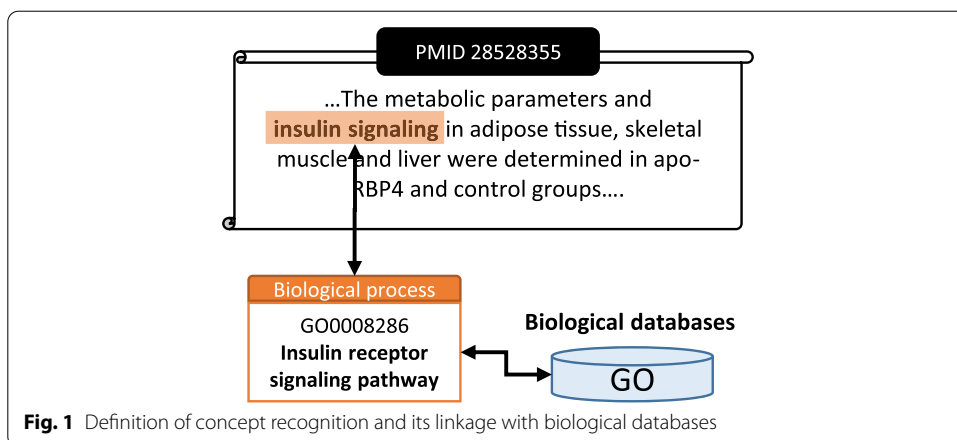 PMID 28528355
...The metabolic parameters and
insulin signaling in adipose tissue, skeletal
muscle and liver were determined in apo-
RBP4 and control groups....
Biological process
GO0008286
Insulin receptor
signaling pathway
Biological databases
GO
Fig. 1 Definition of concept recognition and its linkage with biological databases